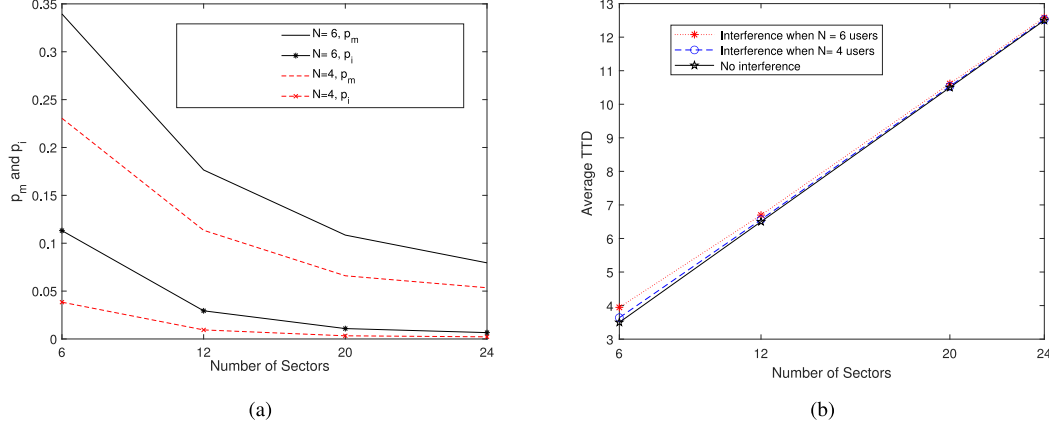 0.35
0.3
0.25
0.2
0.15
0.1
0.05
0
p_m and p_i
N= 6, p_m
N= 6, p_i
N=4, p_m
N=4, p_i
6
12
20
24
Number of Sectors
(a)
13
12
11
10
9
8
7
6
5
4
3
Average TTD
Interference when N = 6 users
Interference when N= 4 users
No interference
6
12
20
24
Number of Sectors
(b)